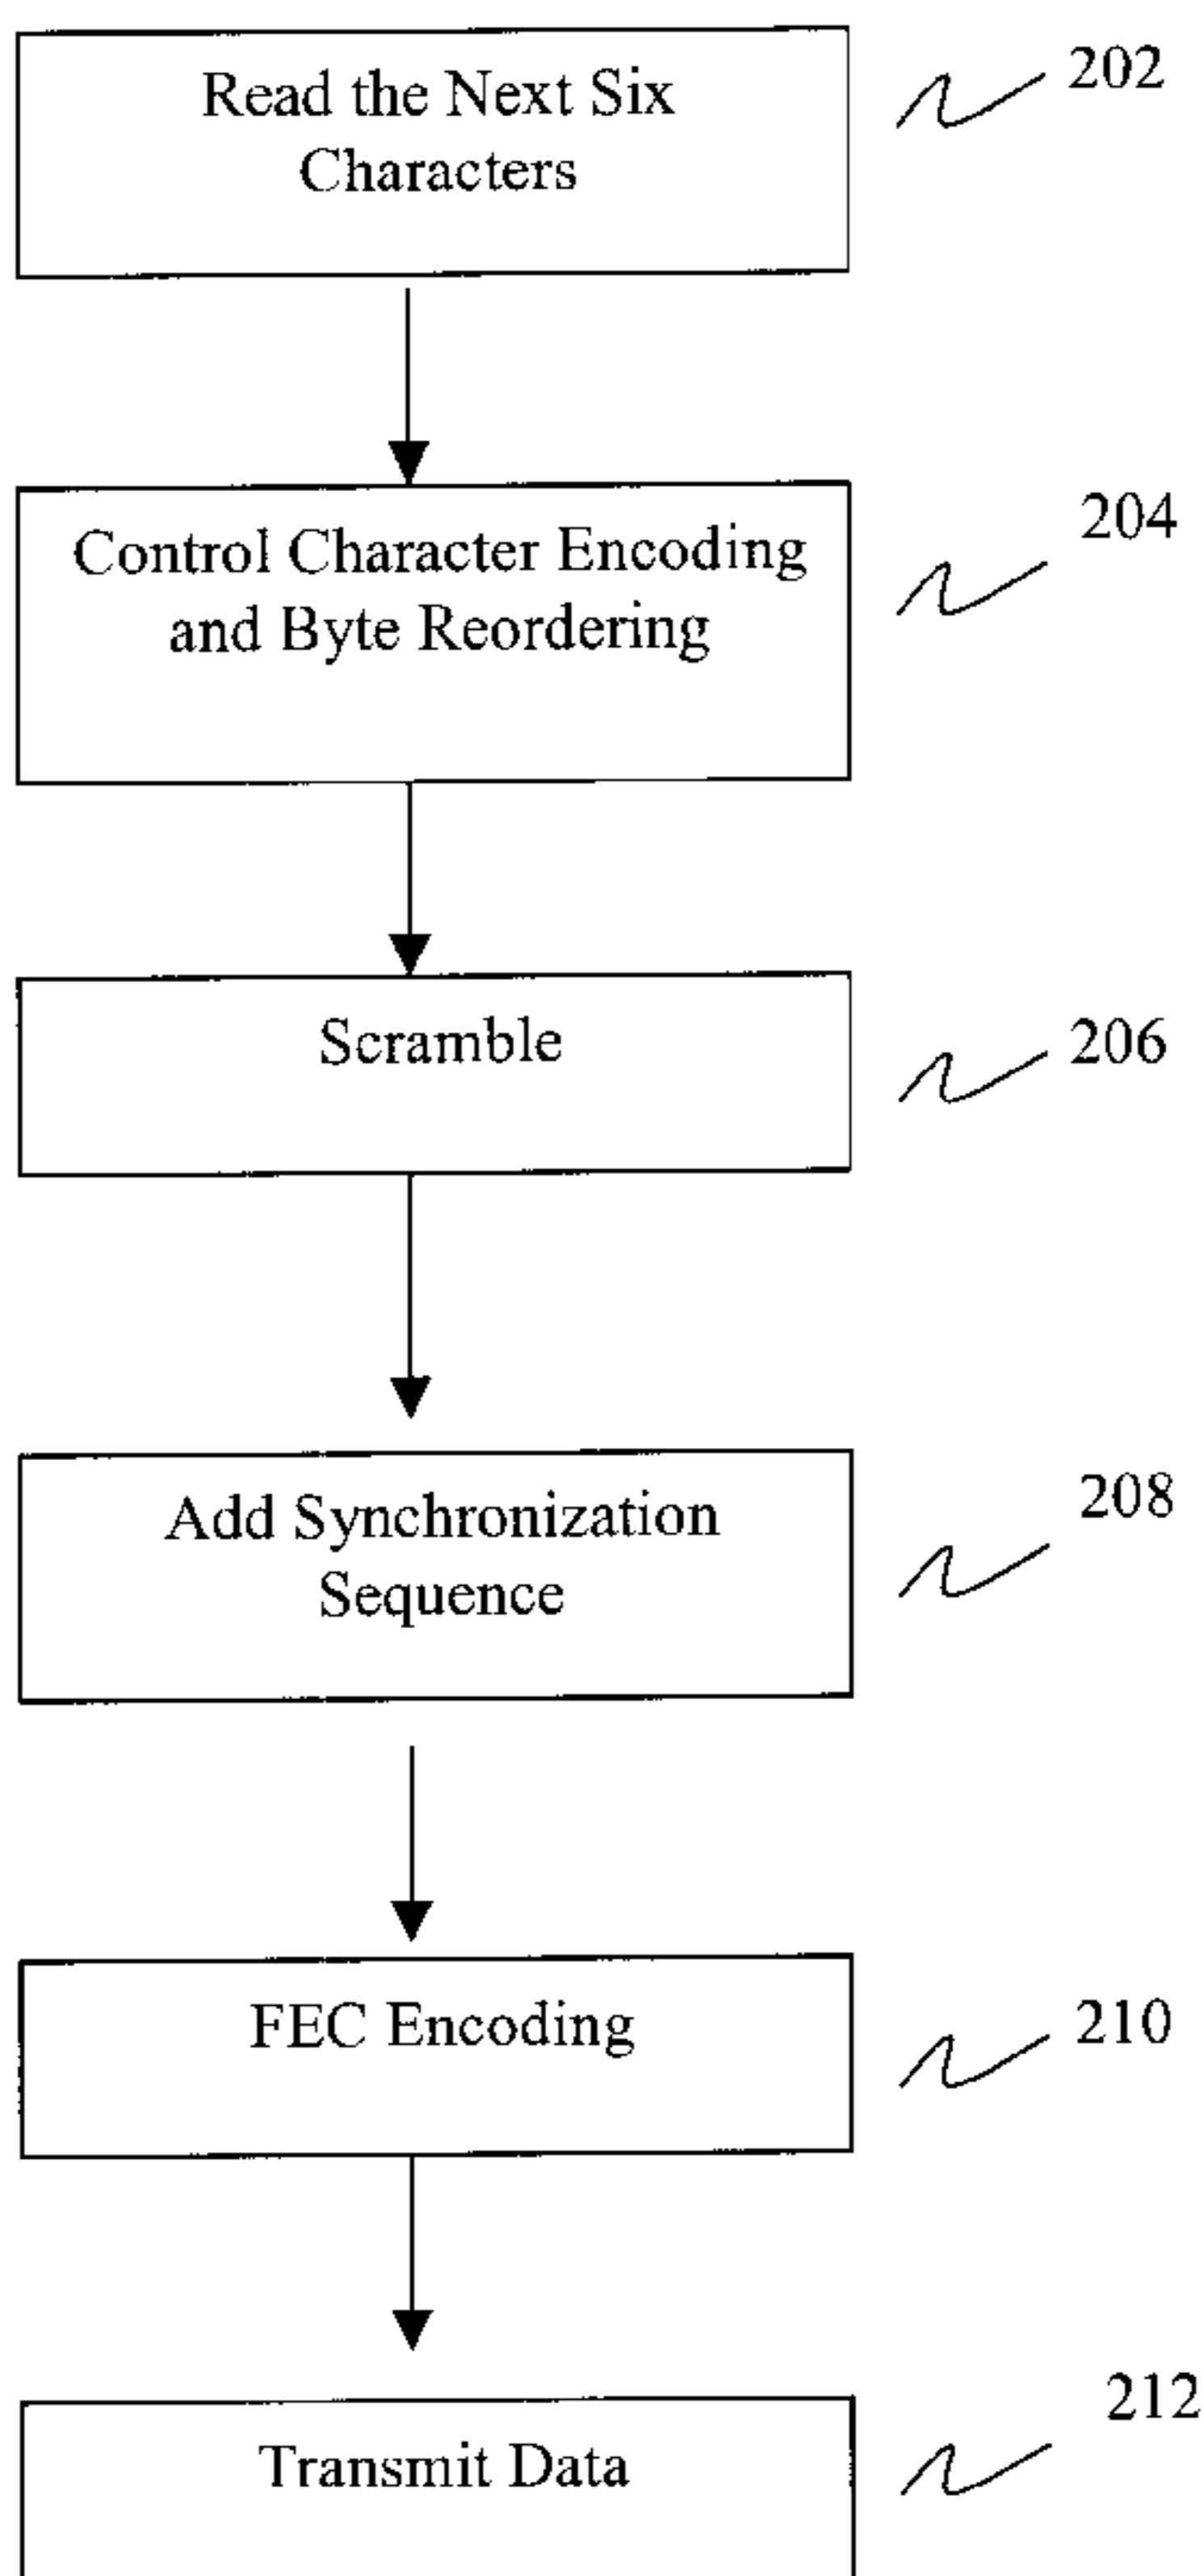 Read the Next Six
Characters
202
Control Character Encoding
and Byte Reordering
204
Scramble
206
Add Synchronization
Sequence
208
FEC Encoding
210
Transmit Data
212